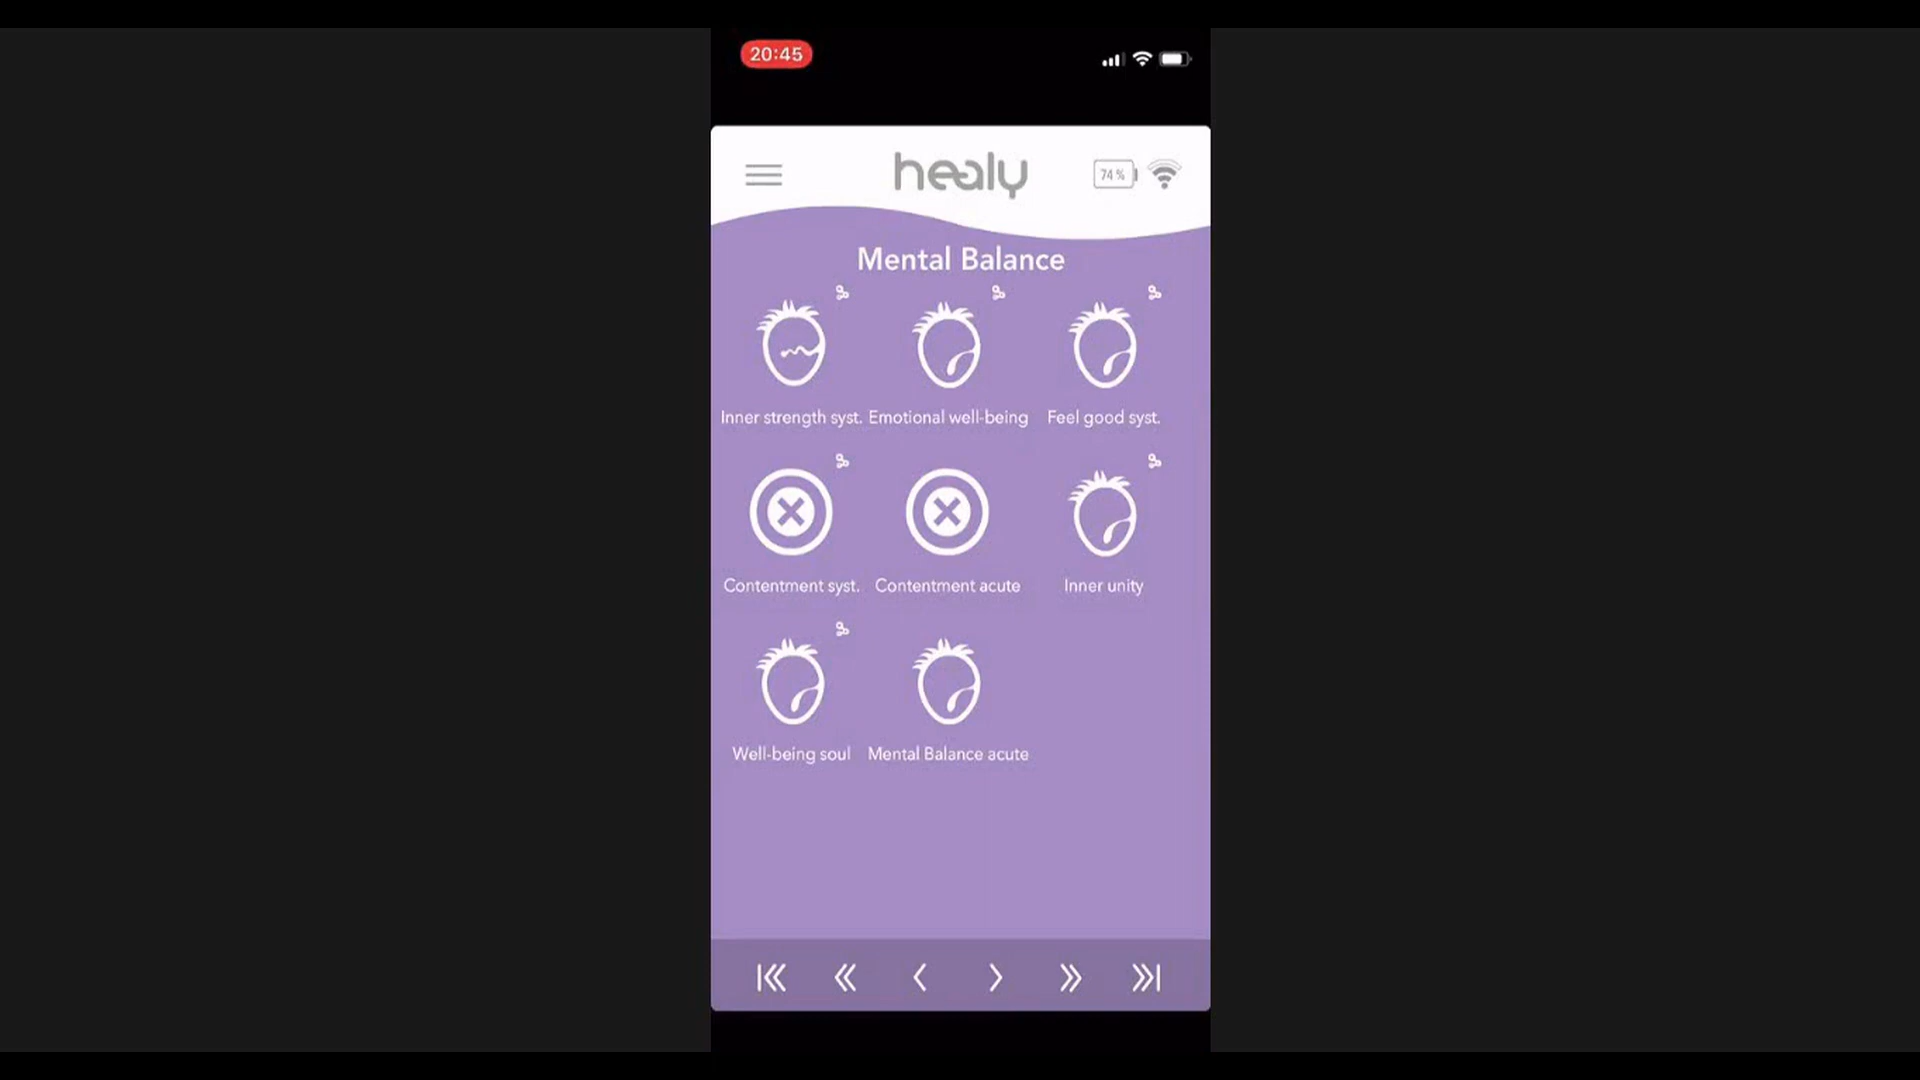 20:45
healy
74%
Mental Balance
Inner strength syst. Emotional well-being Feel good syst.
Contentment syst. Contentment acute Inner unity
Well-being soul Mental Balance acute